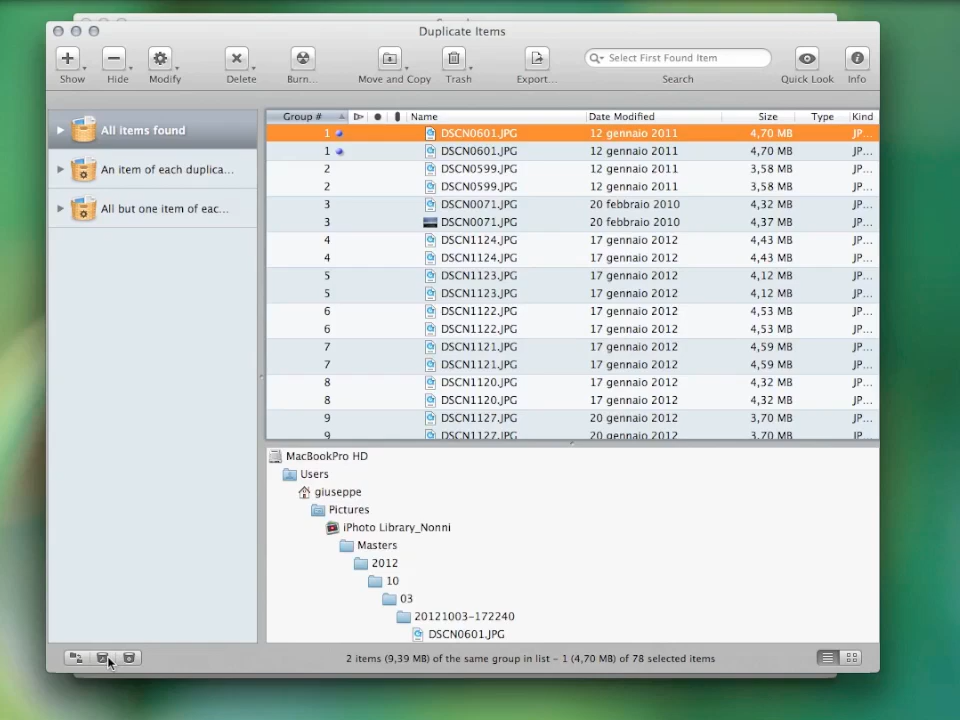 Duplicate Items
Show Hide Modify Delete Burn... Move and Copy Trash Export... Select First Found Item Search Quick Look Info
All items found
An item of each duplica...
All but one item of eac...
Group # Name Date Modified Size Type Kind
1 DSCN0601.JPG 12 gennaio 2011 4,70 MB JP...
1 DSCN0601.JPG 12 gennaio 2011 4,70 MB JP...
2 DSCN0599.JPG 12 gennaio 2011 3,58 MB JP...
2 DSCN0599.JPG 12 gennaio 2011 3,58 MB JP...
3 DSCN0071.JPG 20 febbraio 2010 4,32 MB JP...
3 DSCN0071.JPG 20 febbraio 2010 4,37 MB JP...
4 DSCN1124.JPG 17 gennaio 2012 4,43 MB JP...
4 DSCN1124.JPG 17 gennaio 2012 4,43 MB JP...
5 DSCN1123.JPG 17 gennaio 2012 4,12 MB JP...
5 DSCN1123.JPG 17 gennaio 2012 4,12 MB JP...
6 DSCN1122.JPG 17 gennaio 2012 4,53 MB JP...
6 DSCN1122.JPG 17 gennaio 2012 4,53 MB JP...
7 DSCN1121.JPG 17 gennaio 2012 4,59 MB JP...
7 DSCN1121.JPG 17 gennaio 2012 4,59 MB JP...
8 DSCN1120.JPG 17 gennaio 2012 4,32 MB JP...
8 DSCN1120.JPG 17 gennaio 2012 4,32 MB JP...
9 DSCN1127.JPG 20 gennaio 2012 3,70 MB JP...
9 DSCN1127.JPG 20 gennaio 2012 3,70 MB JP...
MacBookPro HD
Users
giuseppe
Pictures
iPhoto Library_Nonni
Masters
2012
10
03
20121003-172240
DSCN0601.JPG
2 items (9,39 MB) of the same group in list - 1 (4,70 MB) of 78 selected items